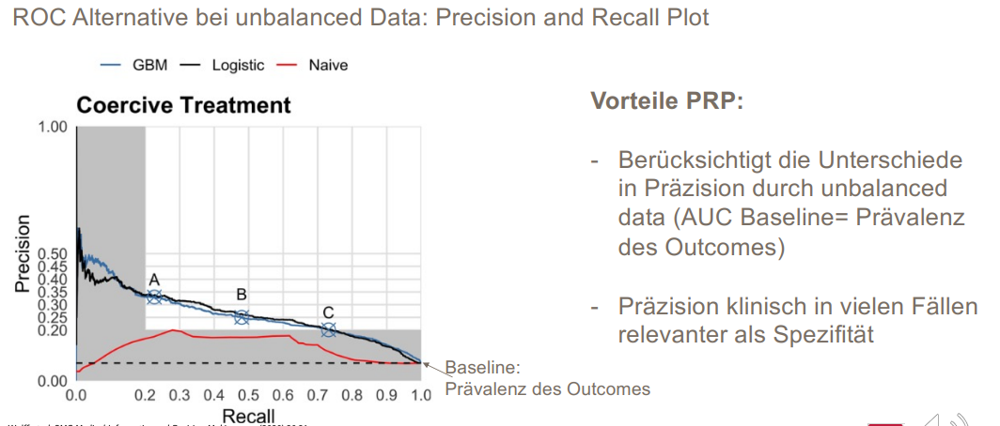 ROC Alternative bei unbalanced Data: Precision and Recall Plot
GBM Logistic Naive
Coercive Treatment
Precision
1.00
0.50
0.45
0.40
0.35
0.30
0.25
0.20
0.00
A
B
C
0.0 0.2 0.3 0.4 0.5 0.6 0.7 0.8 0.9 1.0
Recall
Baseline:
Prävalenz des Outcomes
Vorteile PRP:
- Berücksichtigt die Unterschiede
in Präzision durch unbalanced
data (AUC Baseline= Prävalenz
des Outcomes)
- Präzision klinisch in vielen Fällen
relevanter als Spezifität